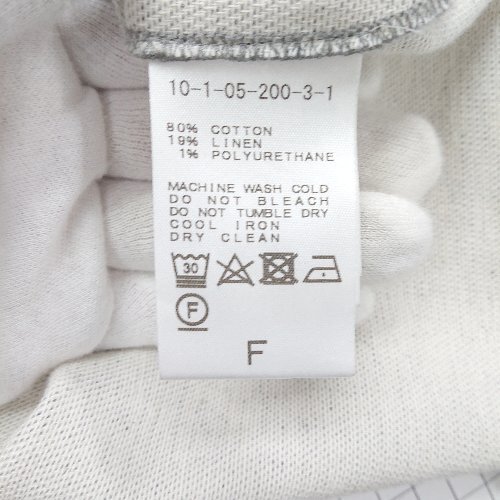 10-1-05-200-3-1
80% COTTON
19% LINEN
1% POLYURETHANE
MACHINE WASH COLD
DO NOT BLEACH
DO NOT TUMBLE DRY
COOL IRON
DRY CLEAN
30
F
F